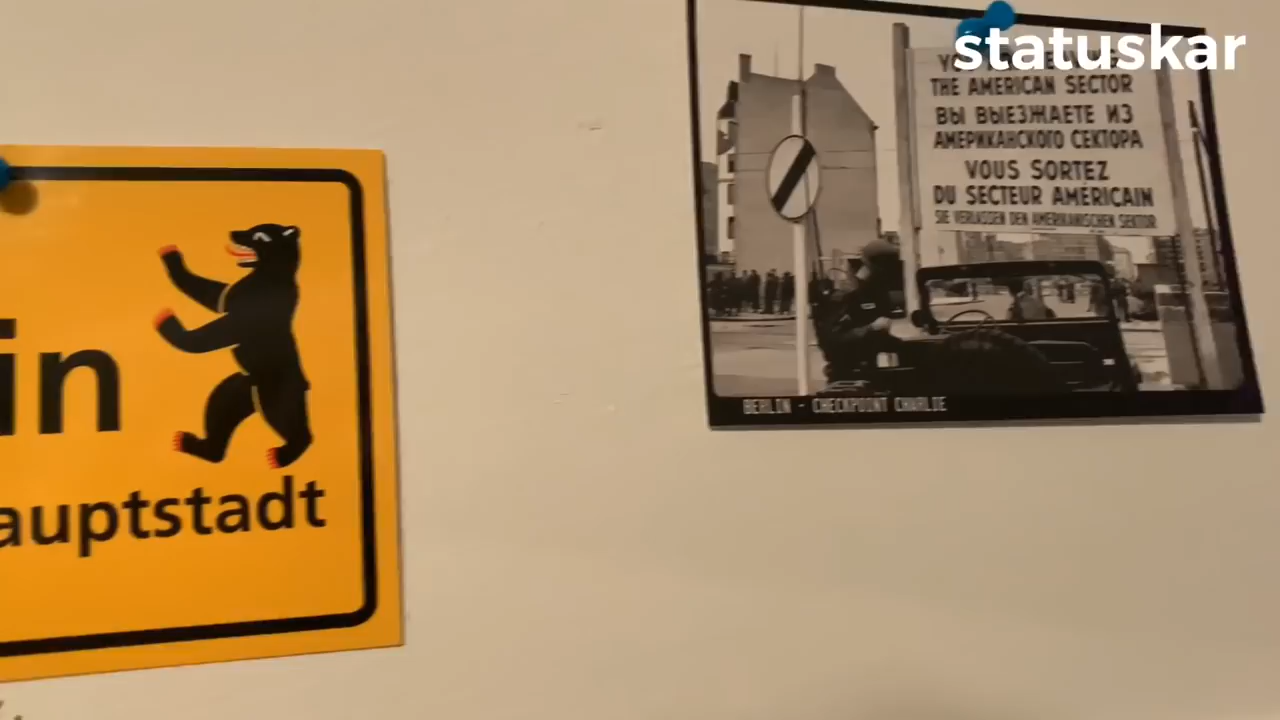 statuskar
in
auptstadt
THE AMERICAN SECTOR
ВЫ ВЫЕЗЖАЕТЕ ИЗ
АМЕРИКАНСКОГО СЕКТОРА
VOUS SORTEZ
DU SECTEUR AMÉRICAIN
SIE VERLASSEN DEN AMERIKANISCHEN SEKTOR
BERLIN - CHECKPOINT CHARLIE